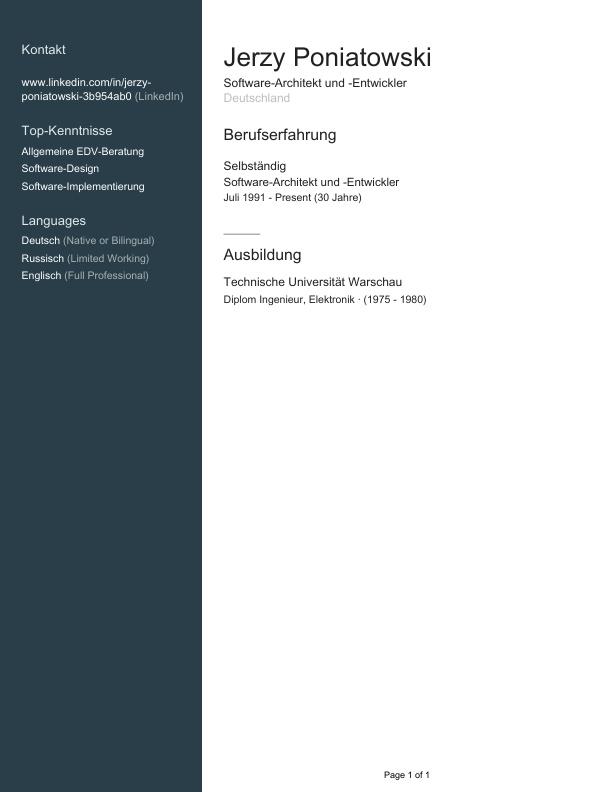 Kontakt
www.linkedin.com/in/jerzy-
poniatowski-3b954ab0 (LinkedIn)
Top-Kenntnisse
Allgemeine EDV-Beratung
Software-Design
Software-Implementierung
Languages
Deutsch (Native or Bilingual)
Russisch (Limited Working)
Englisch (Full Professional)
Jerzy Poniatowski
Software-Architekt und -Entwickler
Deutschland
Berufserfahrung
Selbständig
Software-Architekt und -Entwickler
Juli 1991 - Present (30 Jahre)
Ausbildung
Technische Universität Warschau
Diplom Ingenieur, Elektronik · (1975 - 1980)
Page 1 of 1